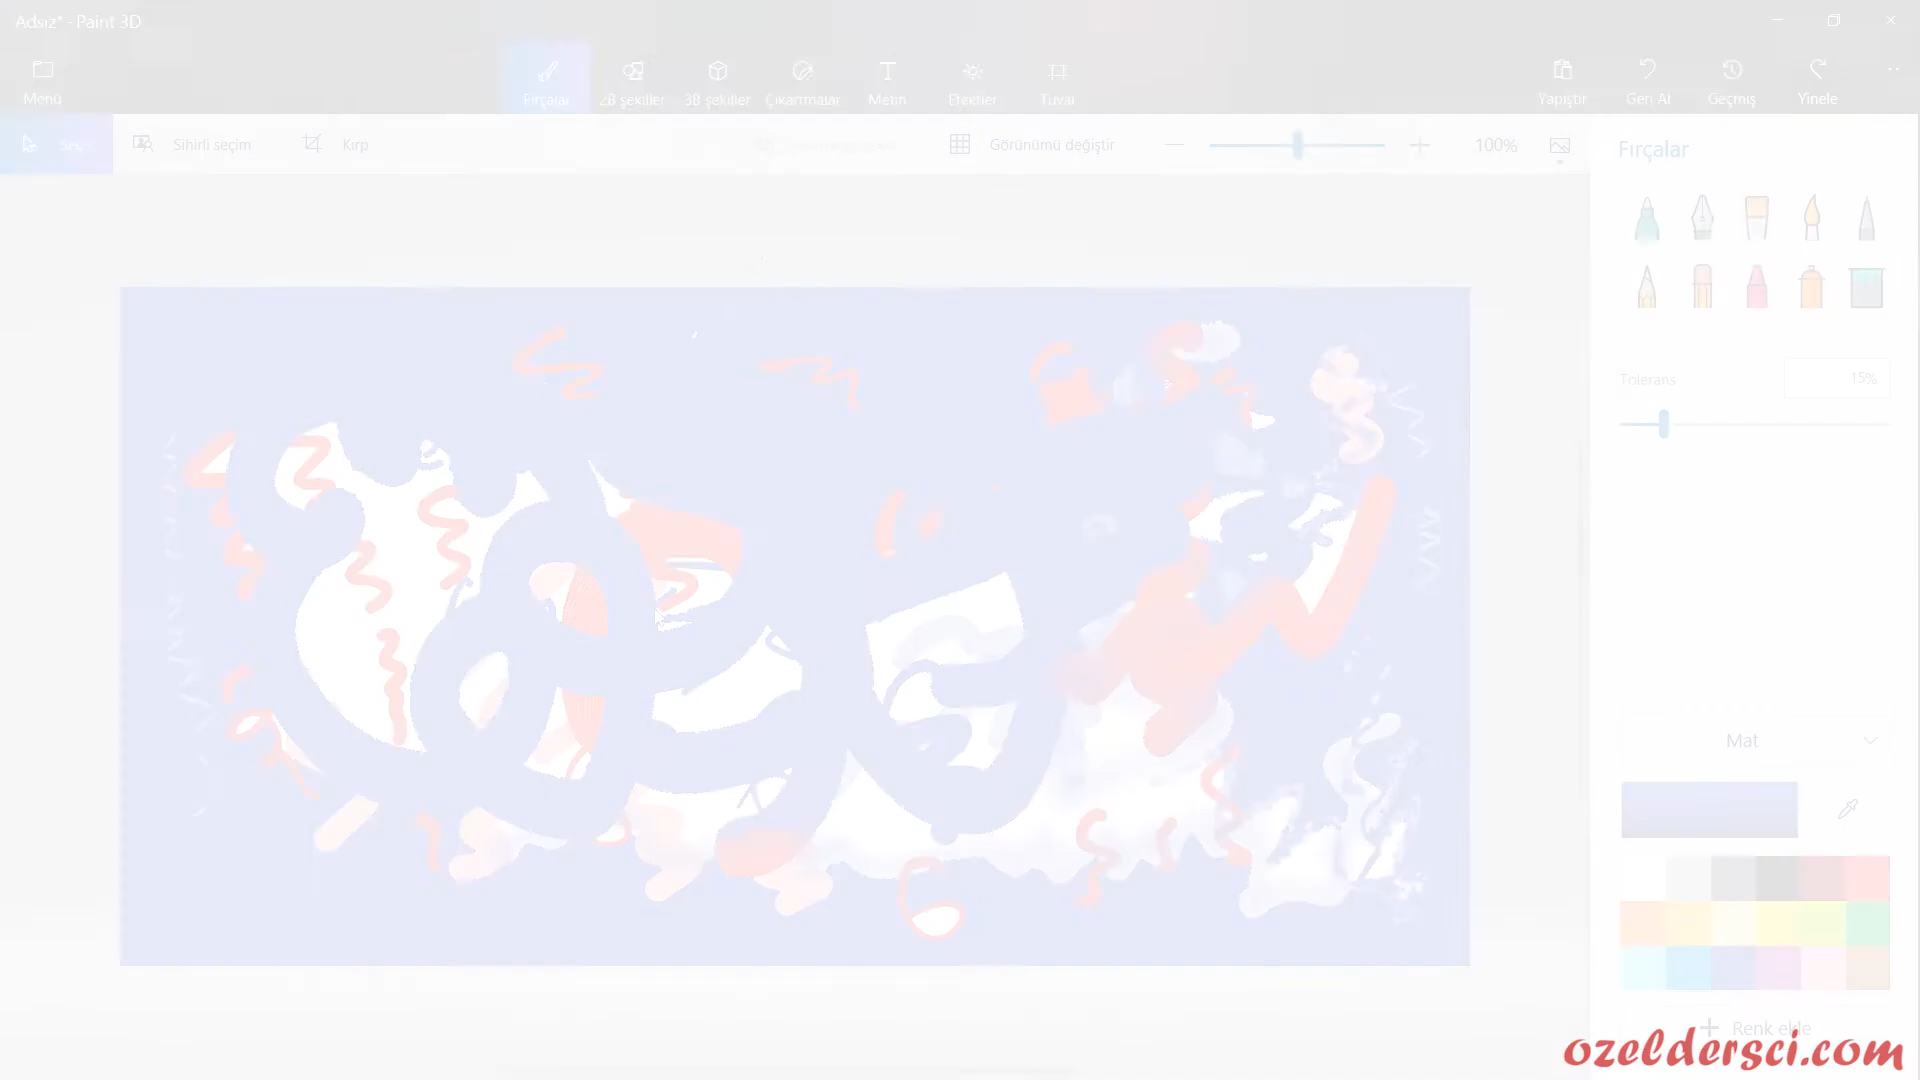 Adsız* - Paint 3D
Menü
Fırçalar
2B şekiller
3B şekiller
Çıkartmalar
Metin
Efektler
Tuval
Yapıştır
Geri Al
Geçmiş
Yinele
Seç
Sihirli seçim
Kırp
Görünümü değiştir
100%
Fırçalar
Tolerans
15%
Mat
Renk ekle
ozeldersci.com